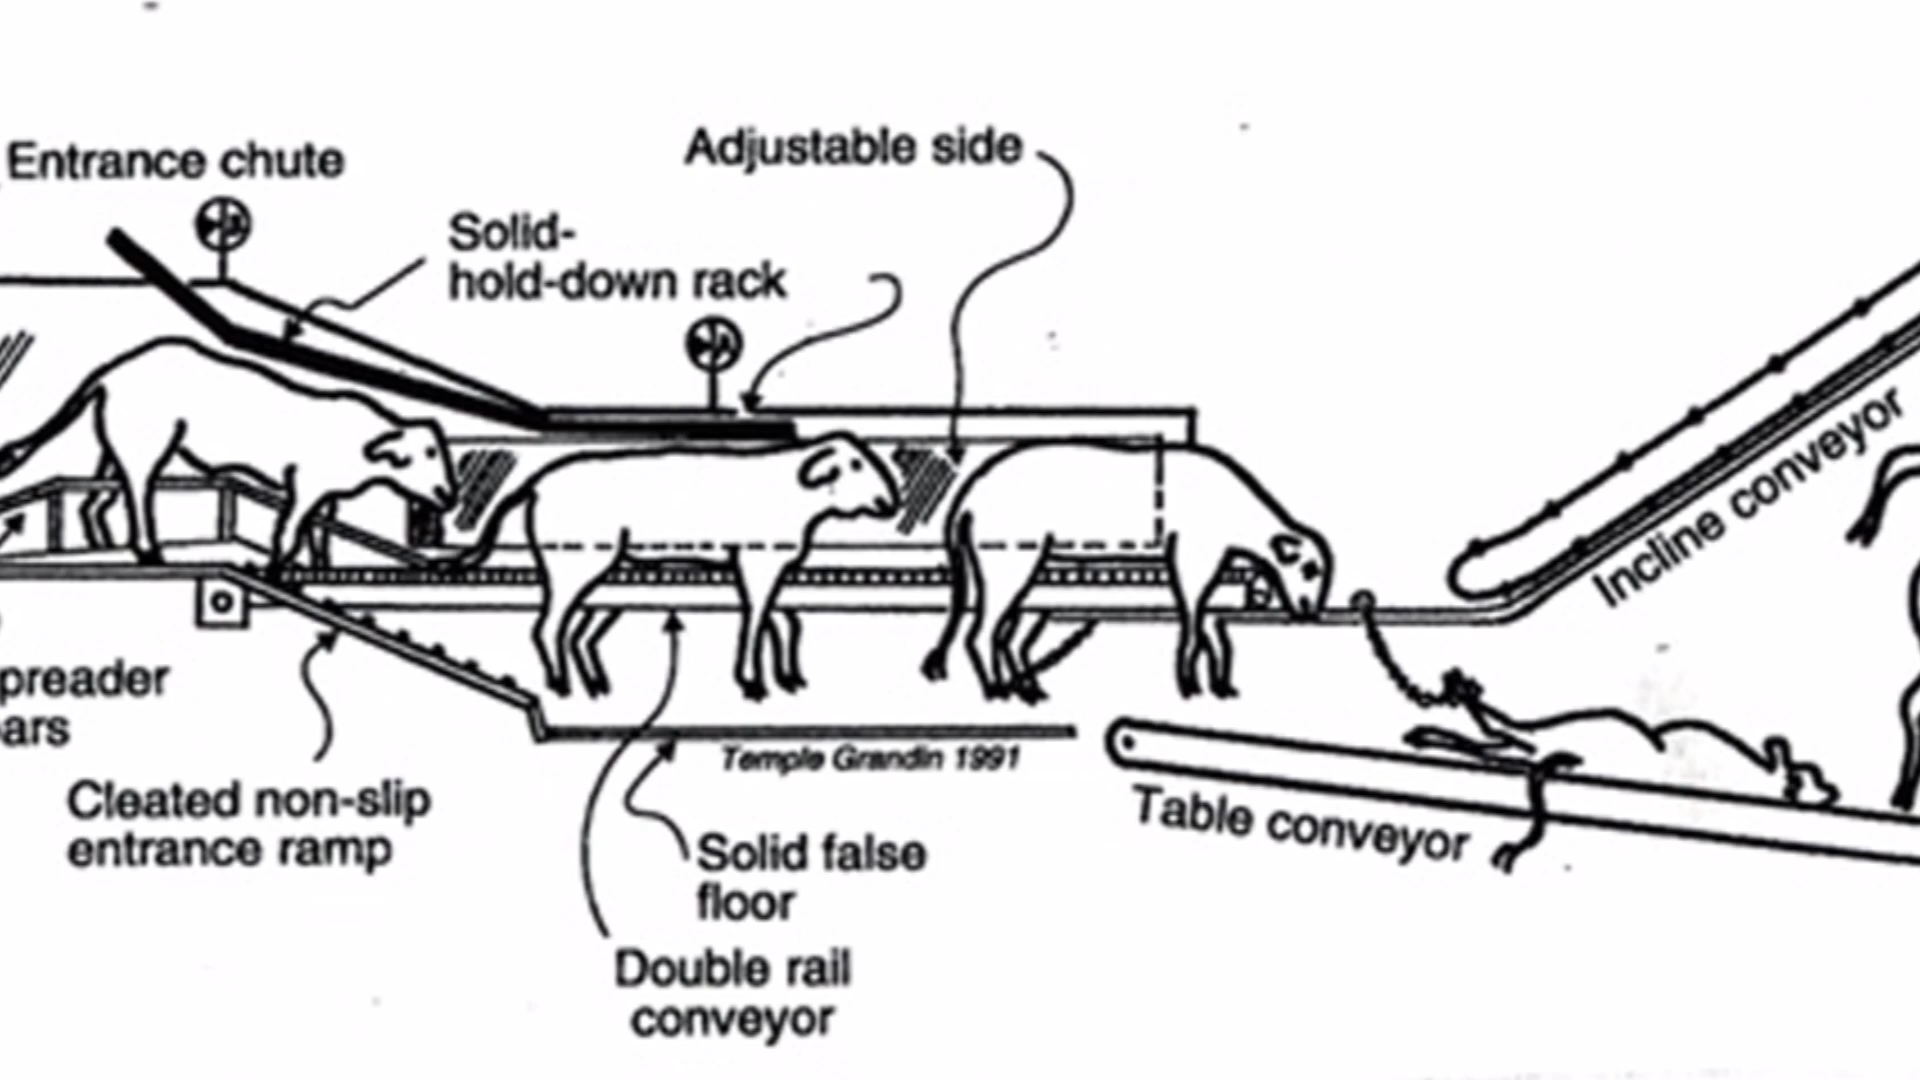 Entrance chute
Adjustable side
Solid-
hold-down rack
Incline conveyor
preader
ars
Cleated non-slip
entrance ramp
Temple Grandin 1991
Table conveyor
Solid false
floor
Double rail
conveyor